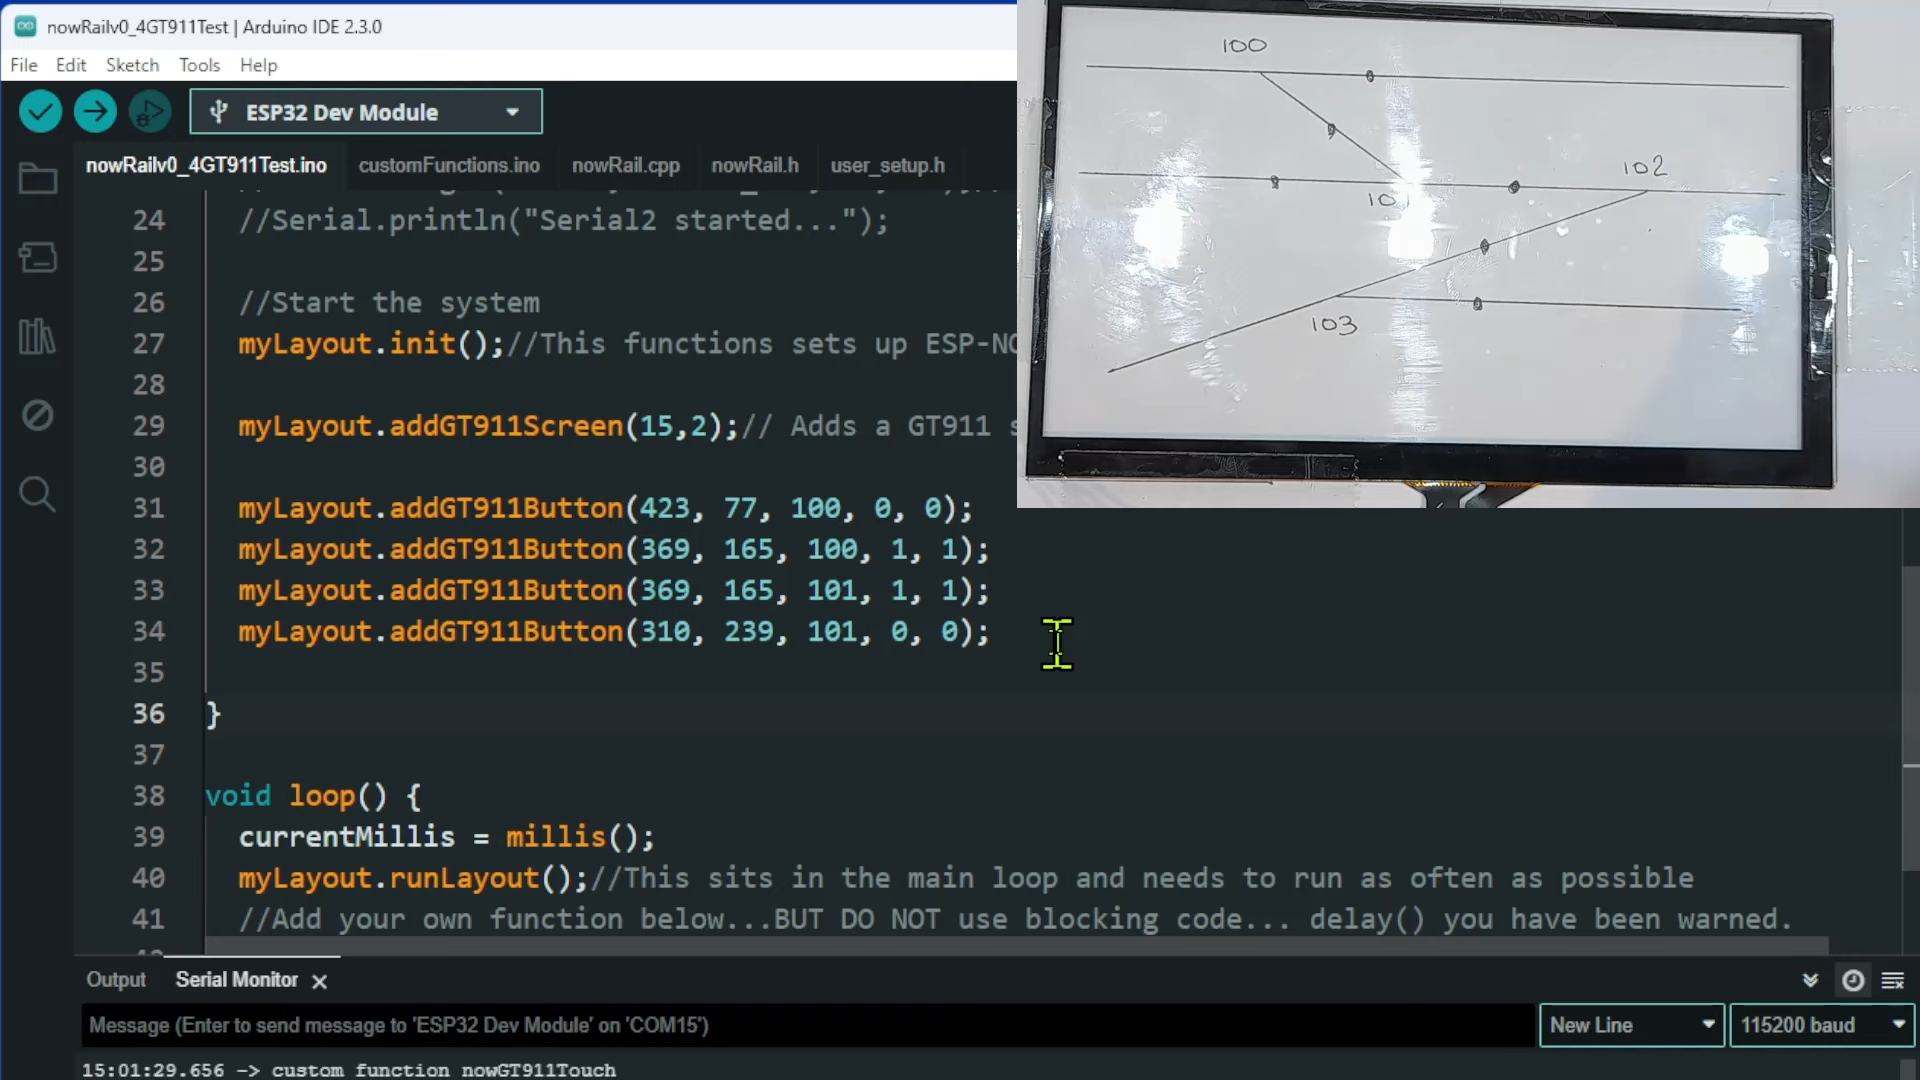 nowRailv0_4GT911Test | Arduino IDE 2.3.0
File Edit Sketch Tools Help
ESP32 Dev Module
nowRailv0_4GT911Test.ino customFunctions.ino nowRail.cpp nowRail.h user_setup.h
24 //Serial.println("Serial2 started...");
25
26 //Start the system
27 myLayout.init();//This functions sets up ESP-NO
28
29 myLayout.addGT911Screen(15,2);// Adds a GT911 s
30
31 myLayout.addGT911Button(423, 77, 100, 0, 0);
32 myLayout.addGT911Button(369, 165, 100, 1, 1);
33 myLayout.addGT911Button(369, 165, 101, 1, 1);
34 myLayout.addGT911Button(310, 239, 101, 0, 0);
35
36 }
37
38 void loop() {
39 currentMillis = millis();
40 myLayout.runLayout();//This sits in the main loop and needs to run as often as possible
41 //Add your own function below...BUT DO NOT use blocking code... delay() you have been warned.
Output Serial Monitor
Message (Enter to send message to 'ESP32 Dev Module' on 'COM15')
New Line 115200 baud
15:01:29.656 -> custom function nowGT911Touch
100
102
103